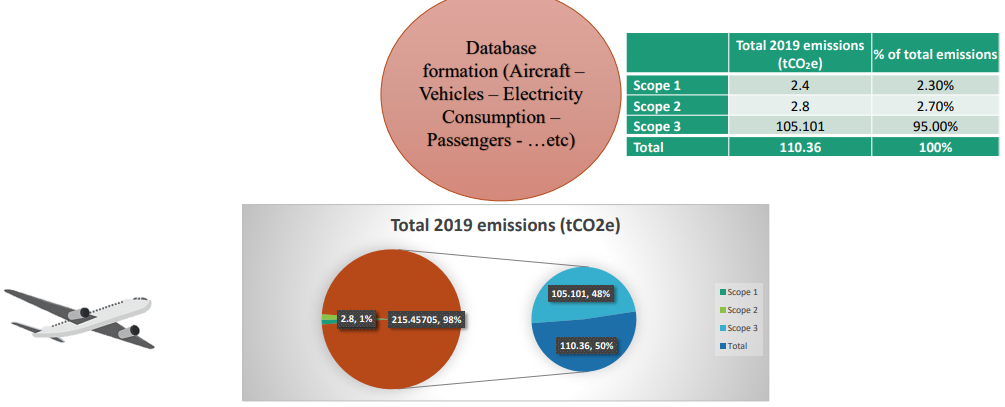 Database
formation (Aircraft –
Vehicles – Electricity
Consumption –
Passengers - …etc)
Total 2019 emissions (tCO₂e) % of total emissions
Scope 1 2.4 2.30%
Scope 2 2.8 2.70%
Scope 3 105.101 95.00%
Total 110.36 100%
Total 2019 emissions (tCO2e)
2.8, 1%
215.45705, 98%
105.101, 48%
110.36, 50%
Scope 1
Scope 2
Scope 3
Total